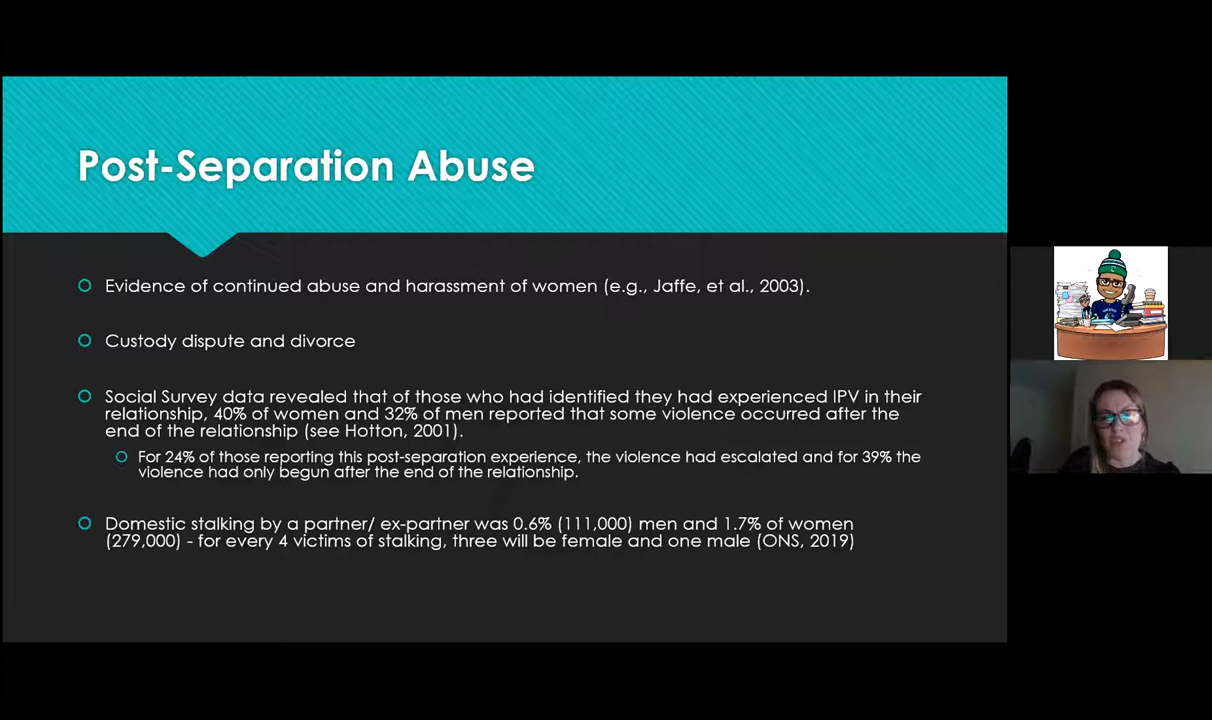 Post-Separation Abuse
Evidence of continued abuse and harassment of women (e.g., Jaffe, et al., 2003).
Custody dispute and divorce
Social Survey data revealed that of those who had identified they had experienced IPV in their
relationship, 40% of women and 32% of men reported that some violence occurred after the
end of the relationship (see Hotton, 2001).
For 24% of those reporting this post-separation experience, the violence had escalated and for 39% the
violence had only begun after the end of the relationship.
Domestic stalking by a partner/ ex-partner was 0.6% (111,000) men and 1.7% of women
(279,000) - for every 4 victims of stalking, three will be female and one male (ONS, 2019)